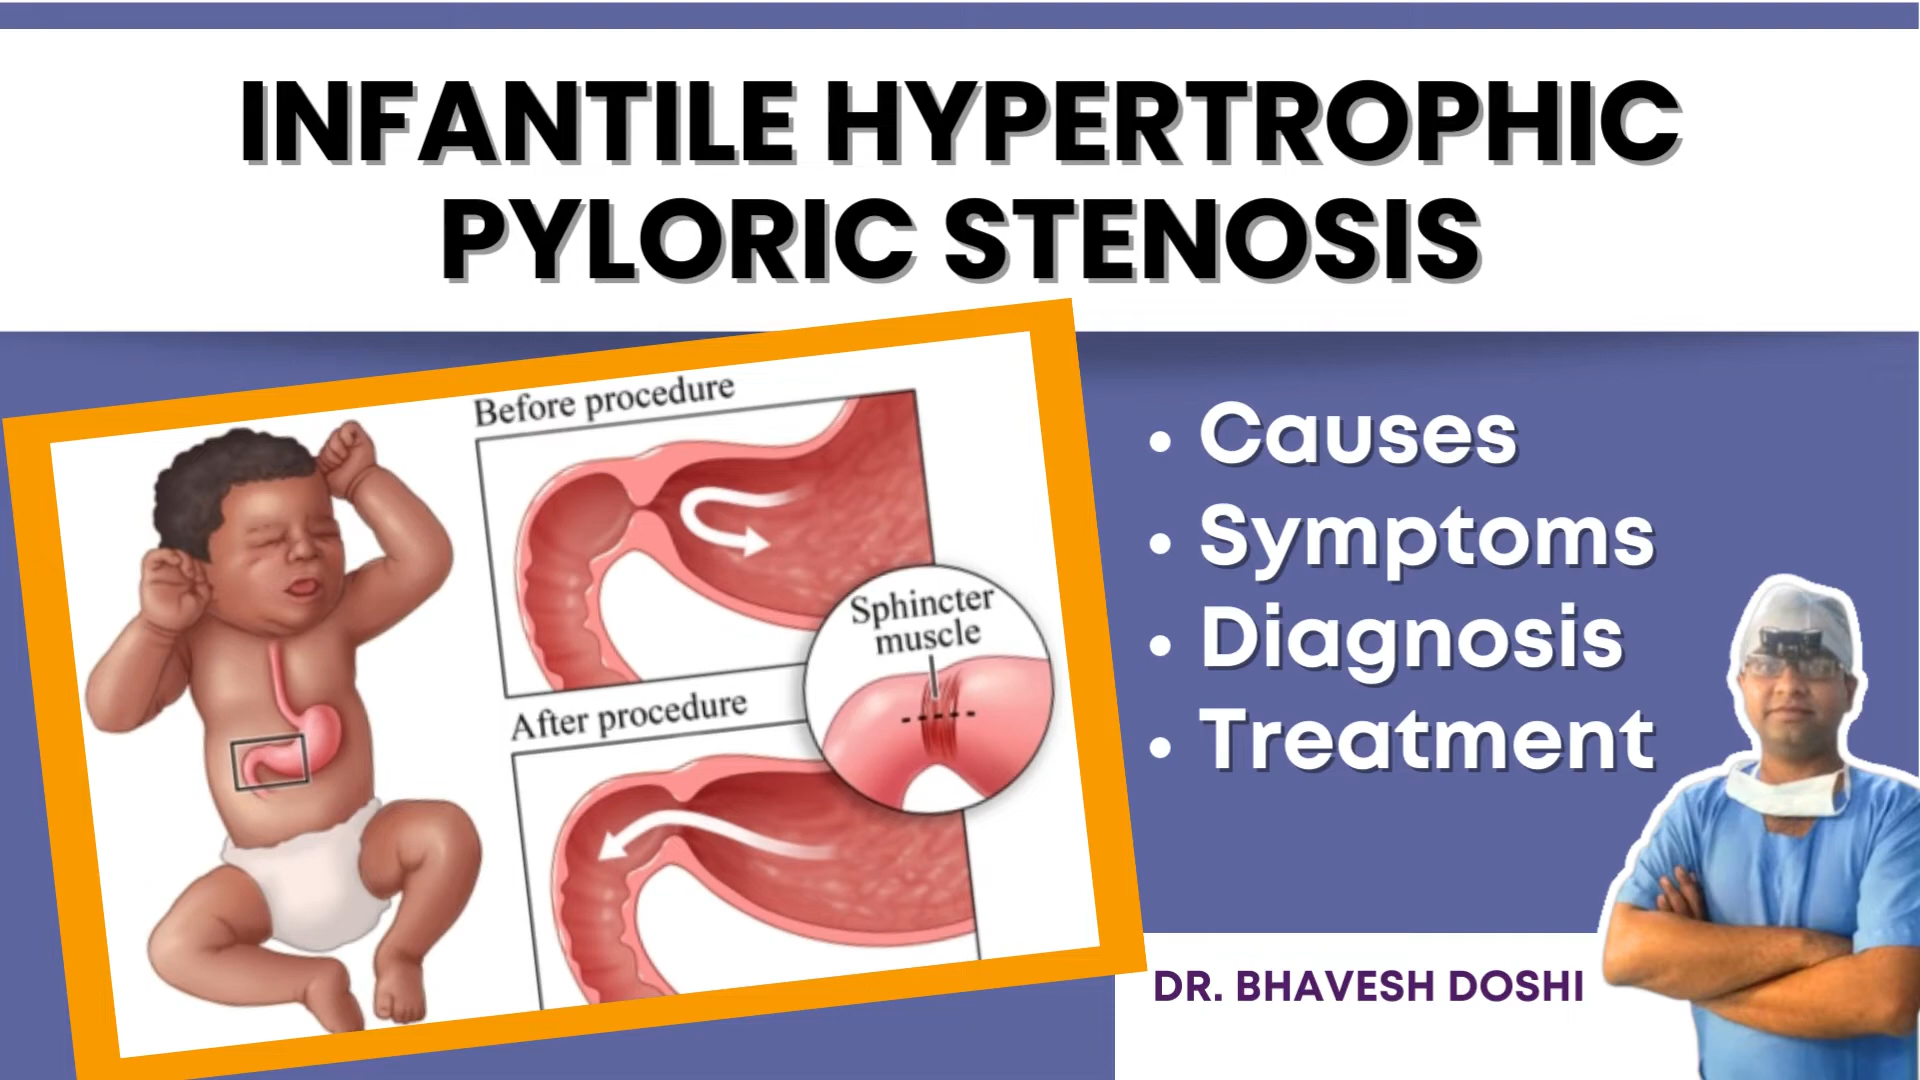 INFANTILE HYPERTROPHIC
PYLORIC STENOSIS
Before procedure
After procedure
Sphincter
muscle
• Causes
• Symptoms
• Diagnosis
• Treatment
DR. BHAVESH DOSHI